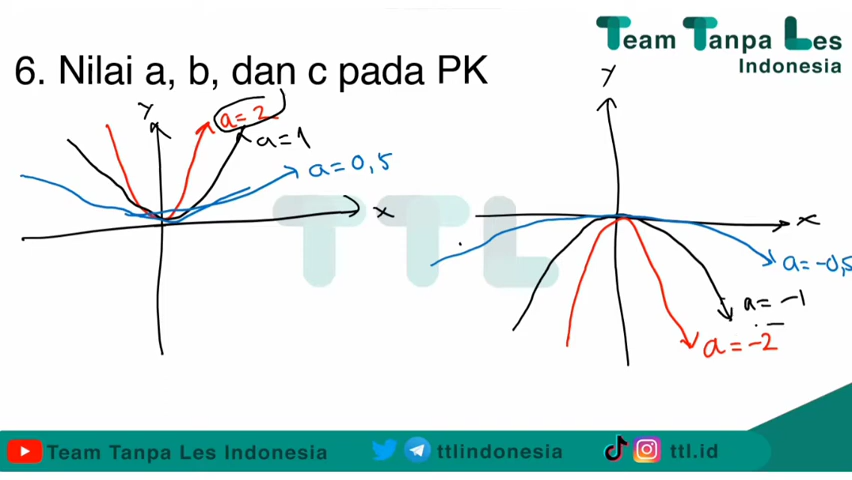 Team Tanpa Les
Indonesia
6. Nilai a, b, dan c pada PK
y
a = 2
a = 1
a = 0,5
x
y
x
a = -0,5
a = -1
a = -2
TTL
Team Tanpa Les Indonesia
ttlindonesia
ttl.id